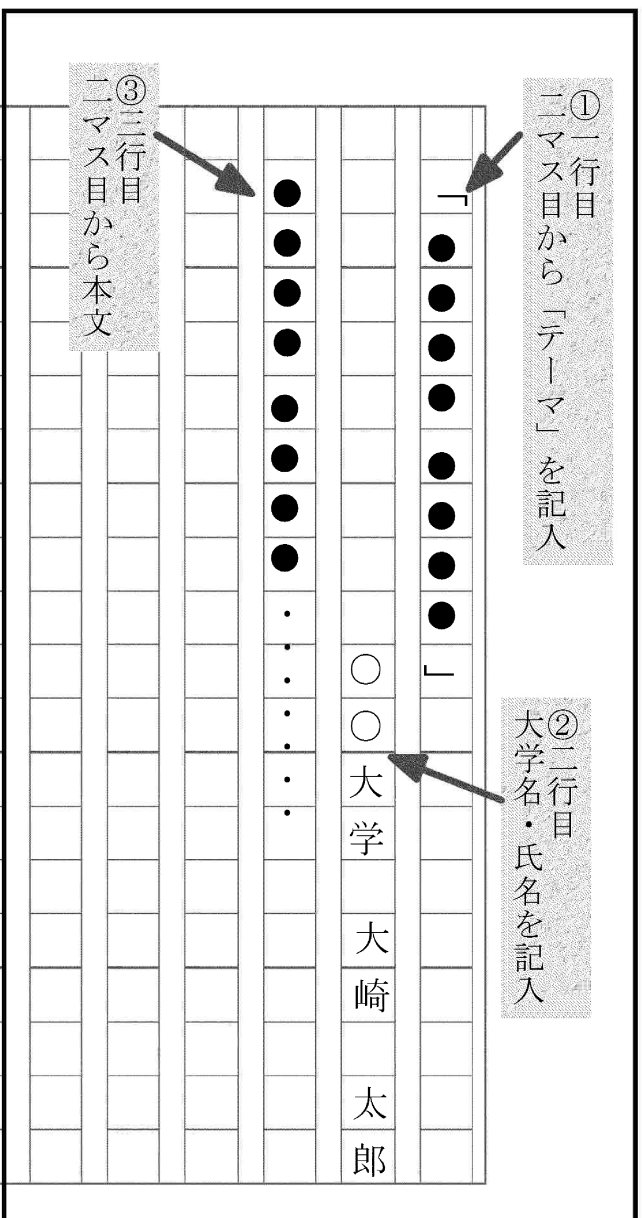 ①一行目
二マス目から「テーマ」を記入
「●●●●●●●●」
②二行目
大学名・氏名を記入
○○大学　大崎　太郎
③三行目
二マス目から本文
●●●●●●●●・・・・・・・